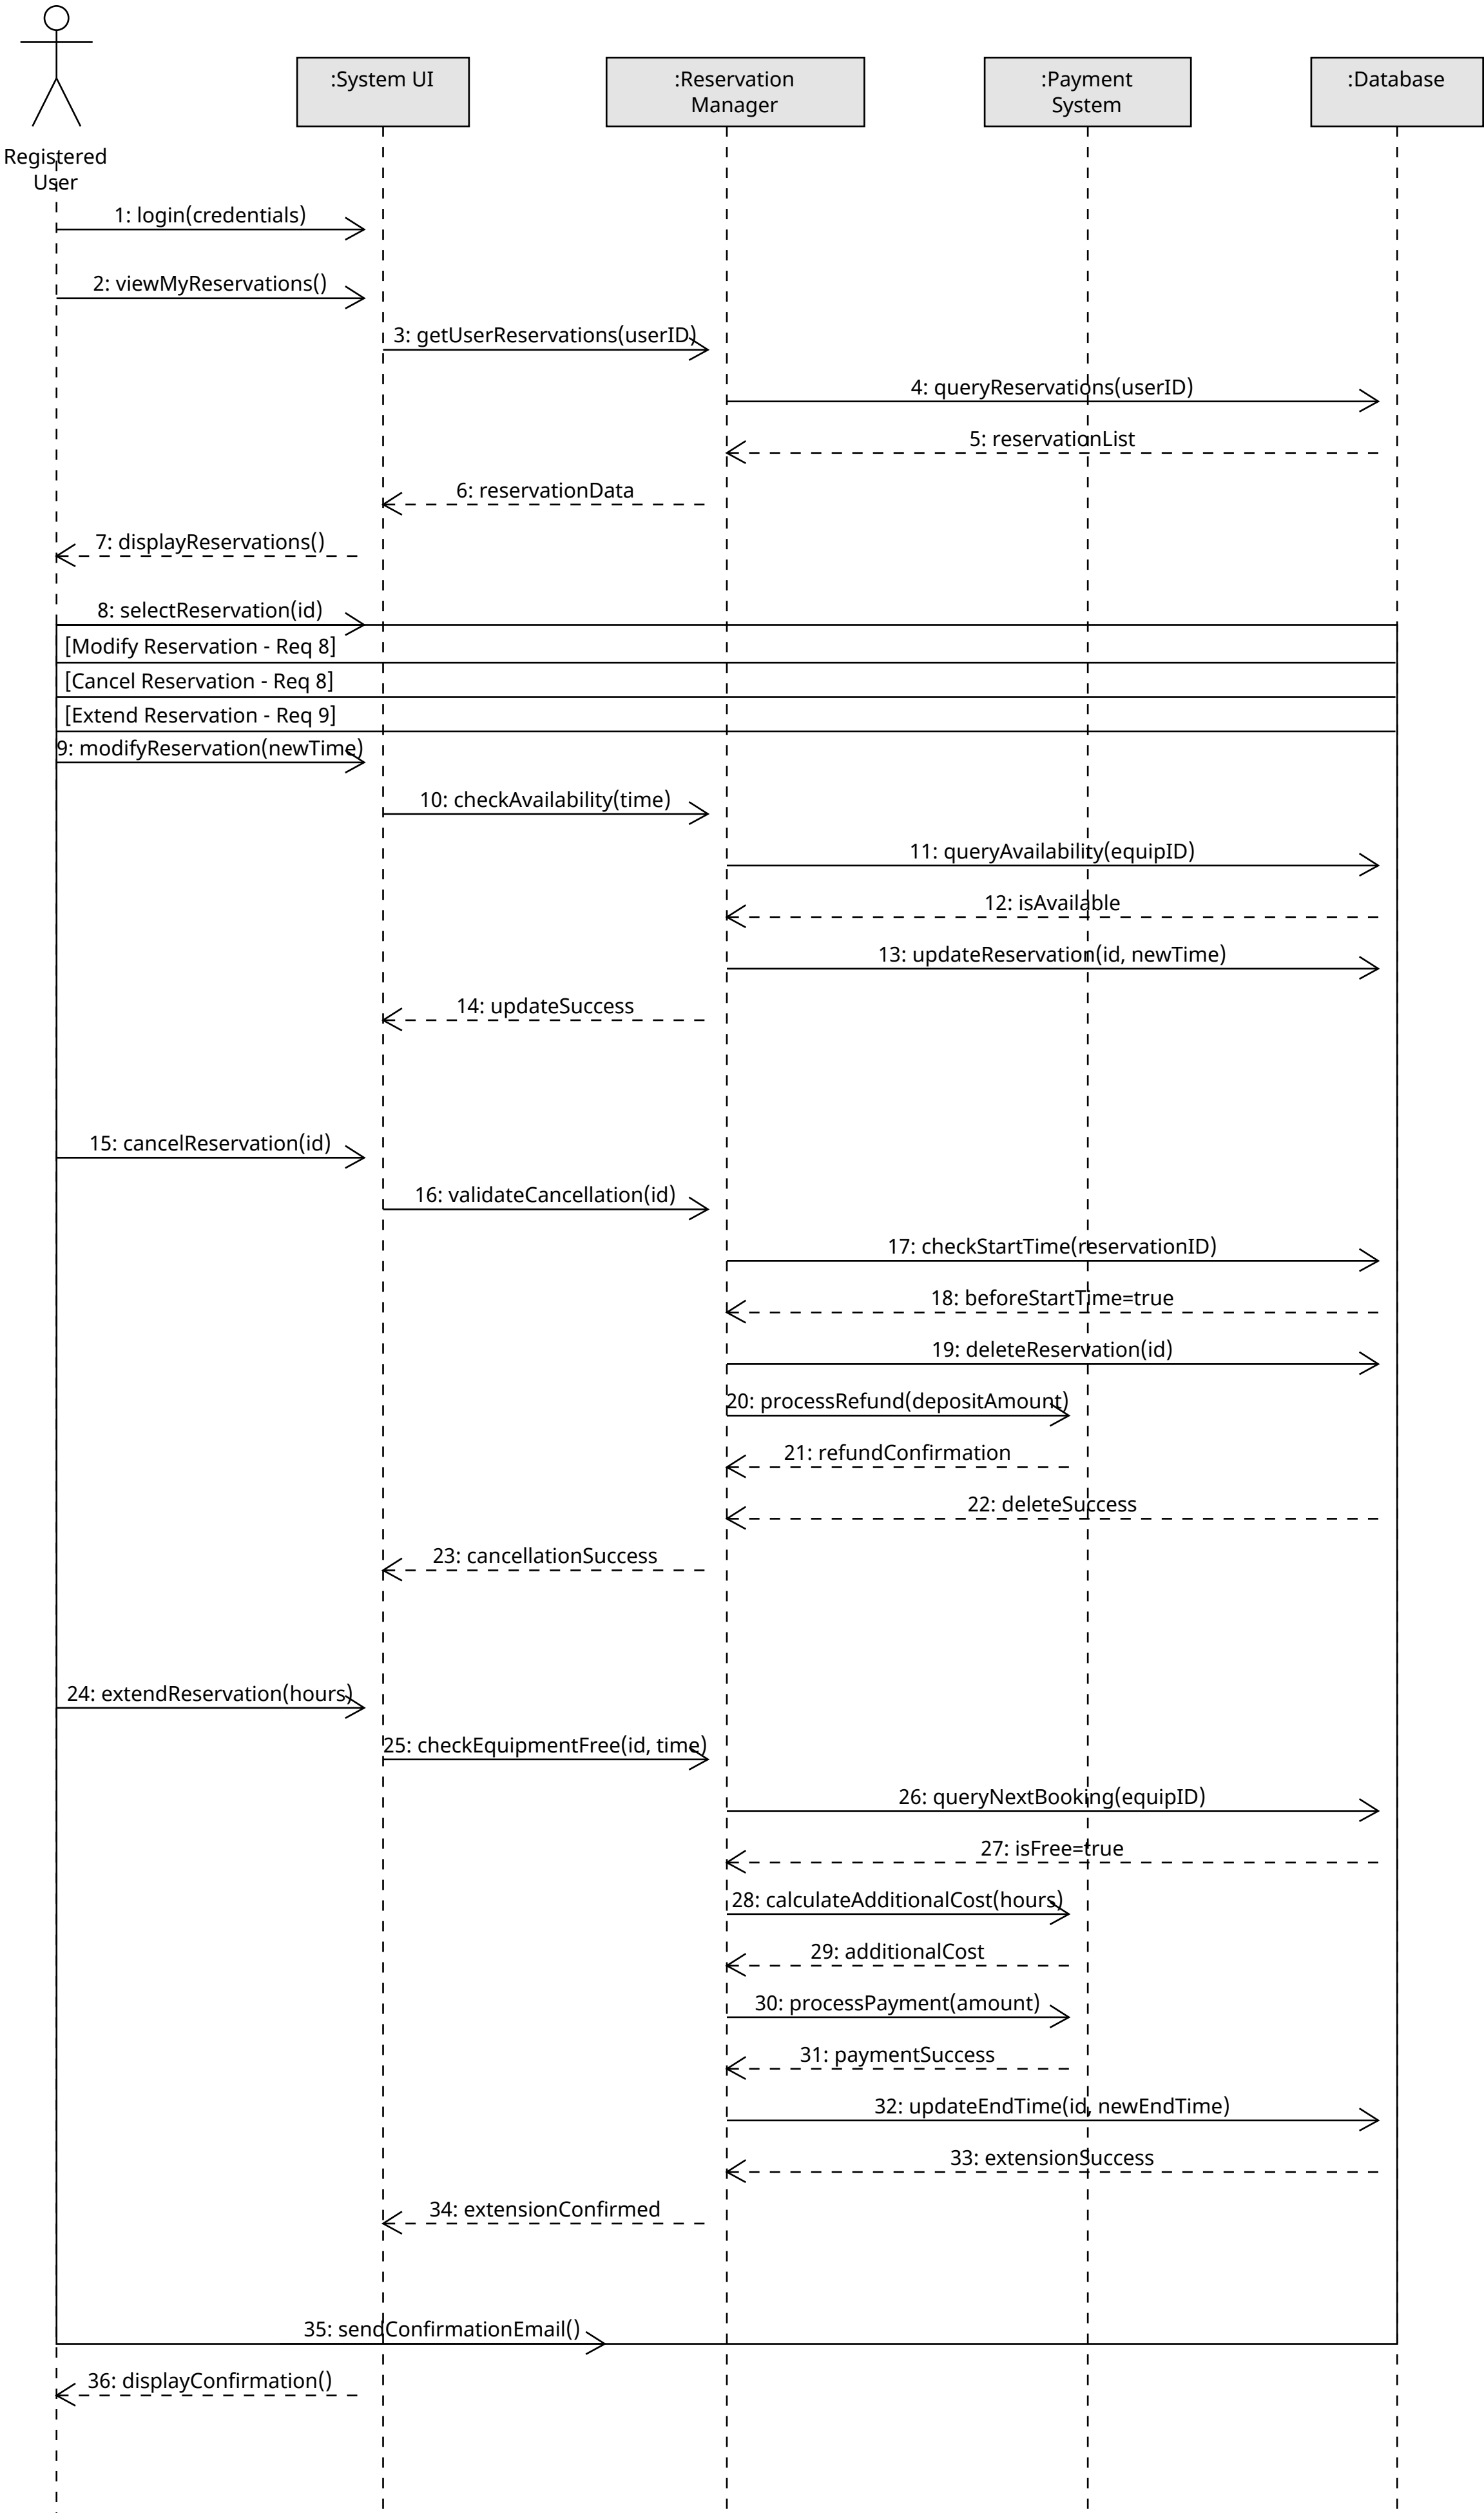 :System UI
:Reservation
Manager
:Payment
System
:Database
Registered
User
1: login(credentials)
2: viewMyReservations()
3: getUserReservations(userID)
4: queryReservations(userID)
5: reservationList
6: reservationData
7: displayReservations()
8: selectReservation(id)
[Modify Reservation - Req 8]
[Cancel Reservation - Req 8]
[Extend Reservation - Req 9]
9: modifyReservation(newTime)
10: checkAvailability(time)
11: queryAvailability(equipID)
12: isAvailable
13: updateReservation(id, newTime)
14: updateSuccess
15: cancelReservation(id)
16: validateCancellation(id)
17: checkStartTime(reservationID)
18: beforeStartTime=true
19: deleteReservation(id)
20: processRefund(depositAmount)
21: refundConfirmation
22: deleteSuccess
23: cancellationSuccess
24: extendReservation(hours)
25: checkEquipmentFree(id, time)
26: queryNextBooking(equipID)
27: isFree=true
28: calculateAdditionalCost(hours)
29: additionalCost
30: processPayment(amount)
31: paymentSuccess
32: updateEndTime(id, newEndTime)
33: extensionSuccess
34: extensionConfirmed
35: sendConfirmationEmail()
36: displayConfirmation()